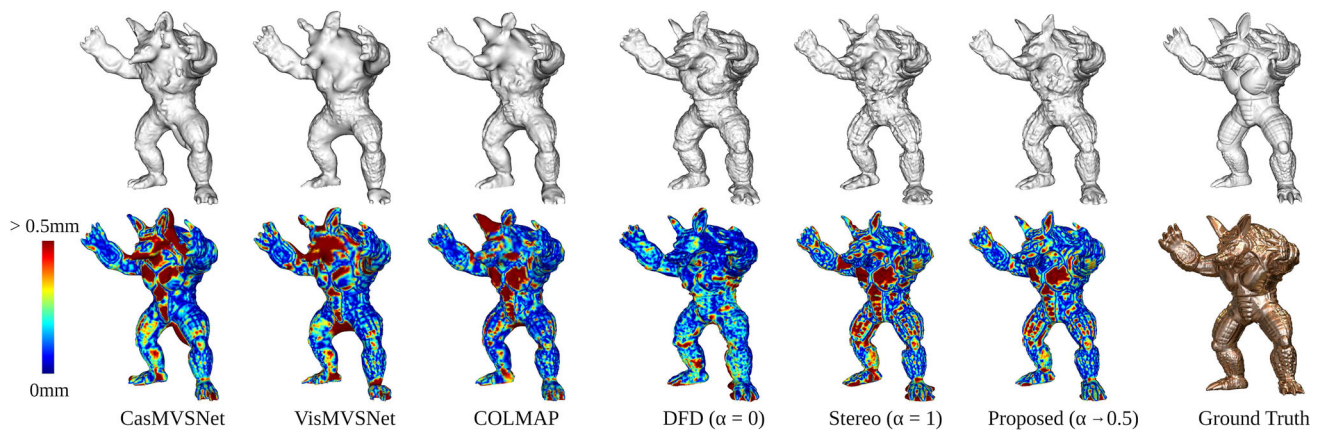 > 0.5mm
0mm
CasMVSNet
VisMVSNet
COLMAP
DFD (α = 0)
Stereo (α = 1)
Proposed (α→0.5)
Ground Truth